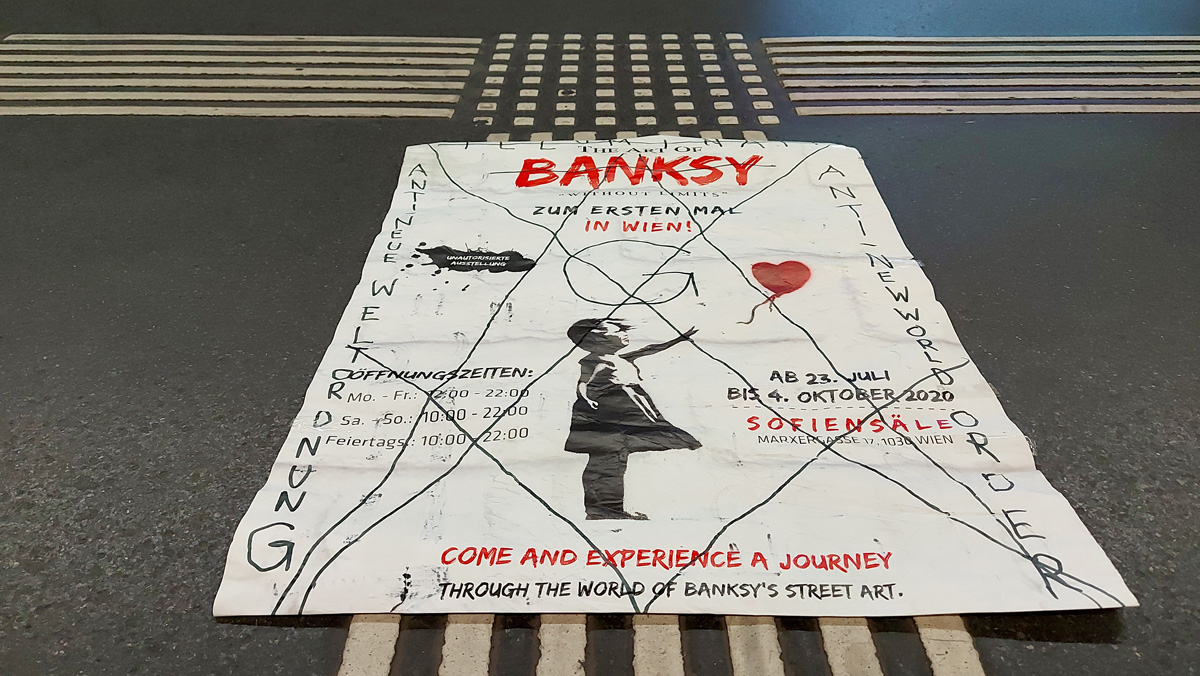 THE ART OF
BANKSY
"WITHOUT LIMITS"
ZUM ERSTEN MAL
IN WIEN!
UNAUTORISIERTE
AUSSTELLUNG
ANTI NEUE WELTORDNUNG
ANTI-NEWWORLD ORDER
ÖFFNUNGSZEITEN:
Mo. - Fr.: 12:00 - 22:00
Sa. - So.: 10:00 - 22:00
Feiertags.: 10:00 - 22:00
AB 23. JULI
BIS 4. OKTOBER 2020
SOFIENSÄLE
MARXERGASSE 17, 1030 WIEN
COME AND EXPERIENCE A JOURNEY
THROUGH THE WORLD OF BANKSY'S STREET ART.